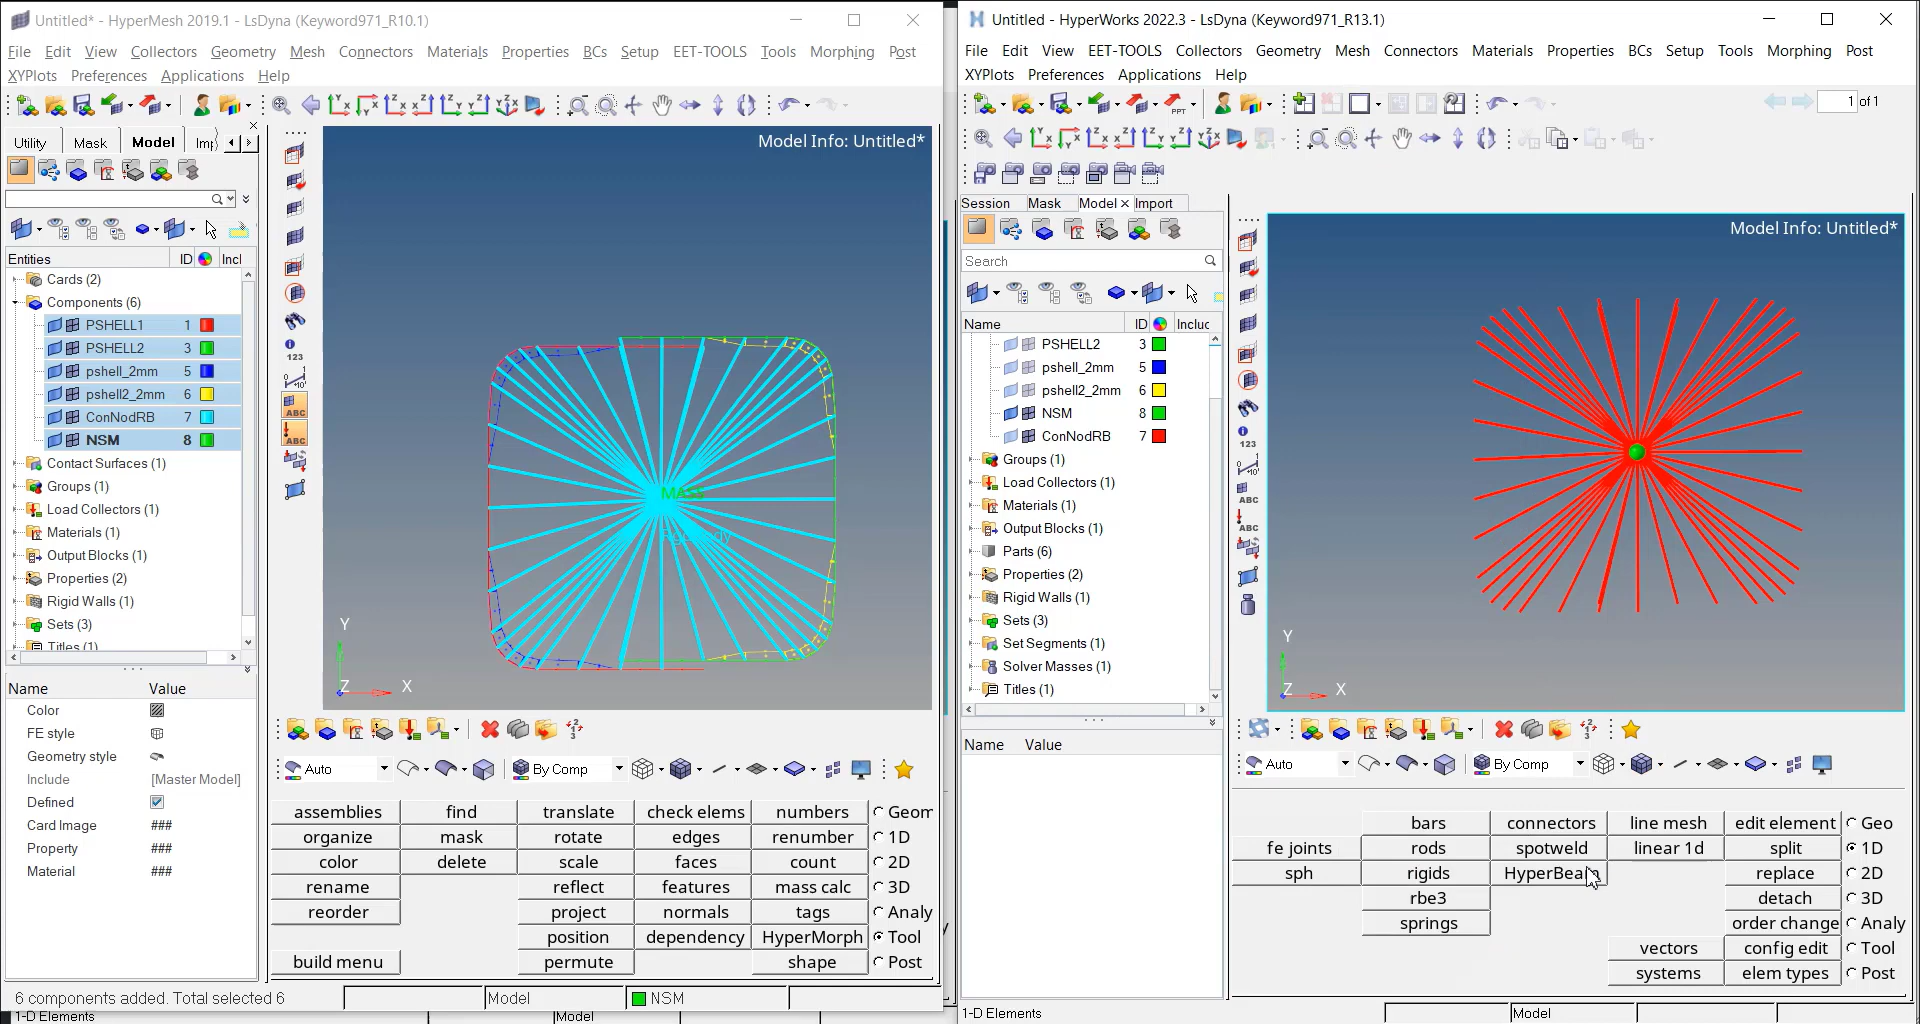 Untitled* - HyperMesh 2019.1 - LsDyna (Keyword971_R10.1)
File Edit View Collectors Geometry Mesh Connectors Materials Properties BCs Setup EET-TOOLS Tools Morphing Post
XYPlots Preferences Applications Help
Utility Mask Model
Entities ID Incl
Cards (2)
Components (6)
PSHELL1 1
PSHELL2 3
pshell_2mm 5
pshell2_2mm 6
ConNodRB 7
NSM 8
Contact Surfaces (1)
Groups (1)
Load Collectors (1)
Materials (1)
Output Blocks (1)
Properties (2)
Rigid Walls (1)
Sets (3)
Titles (1)
Name Value
Color
FE style
Geometry style
Include [Master Model]
Defined
Card Image ###
Property ###
Material ###
123
ABC
ABC
Model Info: Untitled*
MASS
Y
Z X
Auto By Comp
assemblies find translate check elems numbers Geom
organize mask rotate edges renumber 1D
color delete scale faces count 2D
rename reflect features mass calc 3D
reorder project normals tags Analy
position dependency HyperMorph Tool
build menu permute shape Post
6 components added. Total selected 6 Model NSM
1-D Elements Model
Untitled - HyperWorks 2022.3 - LsDyna (Keyword971_R13.1)
File Edit View EET-TOOLS Collectors Geometry Mesh Connectors Materials Properties BCs Setup Tools Morphing Post
XYPlots Preferences Applications Help
PPT
1 of 1
Session Mask Model × Import
Search
Name ID Includ
PSHELL2 3
pshell_2mm 5
pshell2_2mm 6
NSM 8
ConNodRB 7
Groups (1)
Load Collectors (1)
Materials (1)
Output Blocks (1)
Parts (6)
Properties (2)
Rigid Walls (1)
Sets (3)
Set Segments (1)
Solver Masses (1)
Titles (1)
Name Value
123
ABC
ABC
Model Info: Untitled*
Y
Z X
Auto By Comp
bars connectors line mesh edit element Geo
fe joints rods spotweld linear 1d split 1D
sph rigids HyperBeam replace 2D
rbe3 detach 3D
springs order change Analy
vectors config edit Tool
systems elem types Post
1-D Elements Model